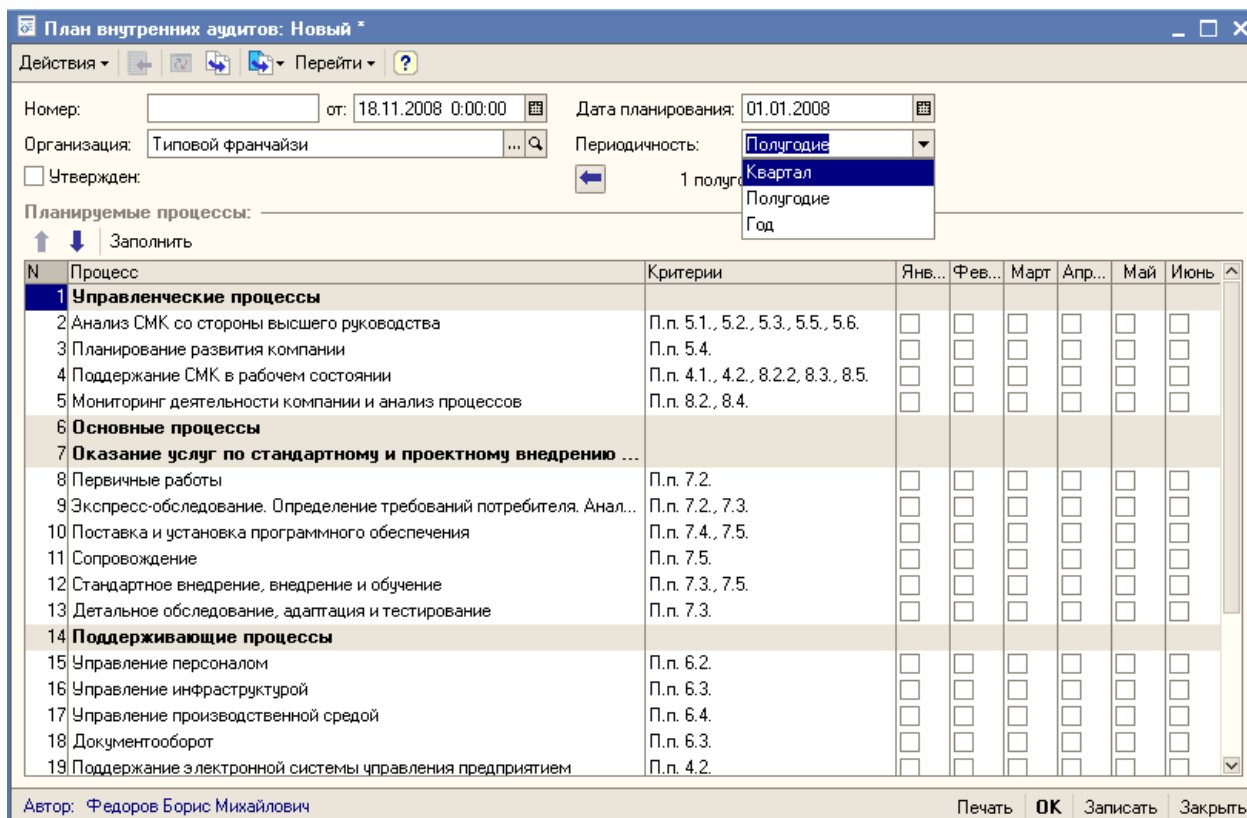 План внутренних аудитов: Новый *
Действия Перейти ?
Номер: от: 18.11.2008 0:00:00 Дата планирования: 01.01.2008
Организация: Типовой франчайзи ... Периодичность: Полугодие
Утвержден: 1 полуго
Квартал
Полугодие
Год
Планируемые процессы:
Заполнить
N Процесс Критерии Янв... Фев... Март Апр... Май Июнь
1 Управленческие процессы
2 Анализ СМК со стороны высшего руководства П.п. 5.1., 5.2., 5.3., 5.5., 5.6.
3 Планирование развития компании П.п. 5.4.
4 Поддержание СМК в рабочем состоянии П.п. 4.1., 4.2., 8.2.2, 8.3., 8.5.
5 Мониторинг деятельности компании и анализ процессов П.п. 8.2., 8.4.
6 Основные процессы
7 Оказание услуг по стандартному и проектному внедрению ...
8 Первичные работы П.п. 7.2.
9 Экспресс-обследование. Определение требований потребителя. Анал... П.п. 7.2., 7.3.
10 Поставка и установка программного обеспечения П.п. 7.4., 7.5.
11 Сопровождение П.п. 7.5.
12 Стандартное внедрение, внедрение и обучение П.п. 7.3., 7.5.
13 Детальное обследование, адаптация и тестирование П.п. 7.3.
14 Поддерживающие процессы
15 Управление персоналом П.п. 6.2.
16 Управление инфраструктурой П.п. 6.3.
17 Управление производственной средой П.п. 6.4.
18 Документооборот П.п. 6.3.
19 Поддержание электронной системы управления предприятием П.п. 4.2.
Автор: Федоров Борис Михайлович Печать OK Записать Закрыть